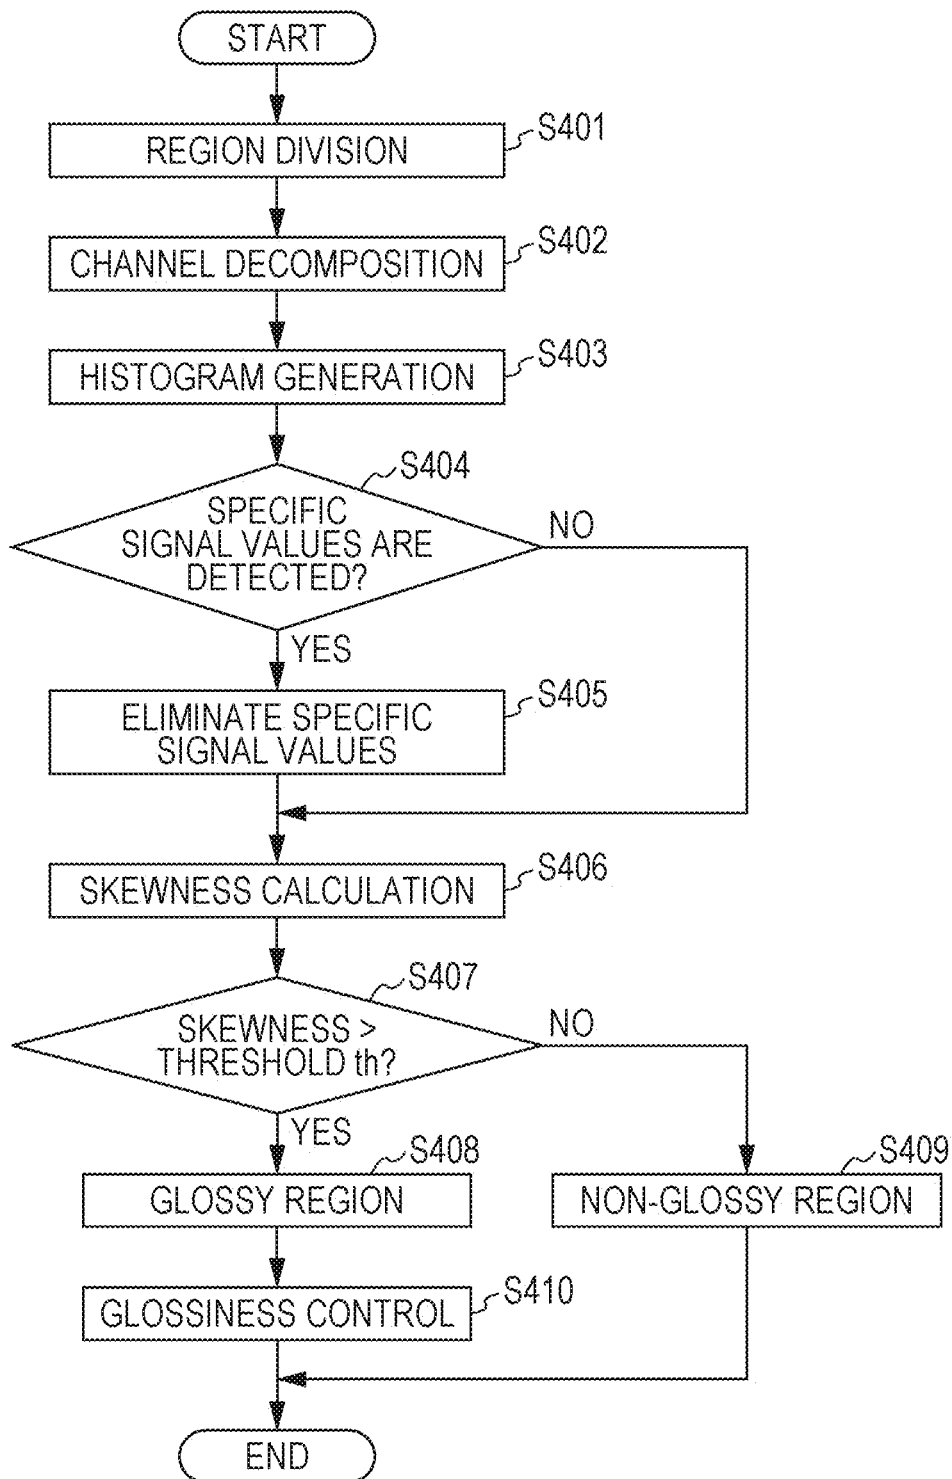 START
S401
REGION DIVISION
S402
CHANNEL DECOMPOSITION
S403
HISTOGRAM GENERATION
S404
SPECIFIC
SIGNAL VALUES ARE
DETECTED?
NO
YES
S405
ELIMINATE SPECIFIC
SIGNAL VALUES
S406
SKEWNESS CALCULATION
S407
SKEWNESS >
THRESHOLD th?
NO
YES
S408
GLOSSY REGION
S409
NON-GLOSSY REGION
S410
GLOSSINESS CONTROL
END